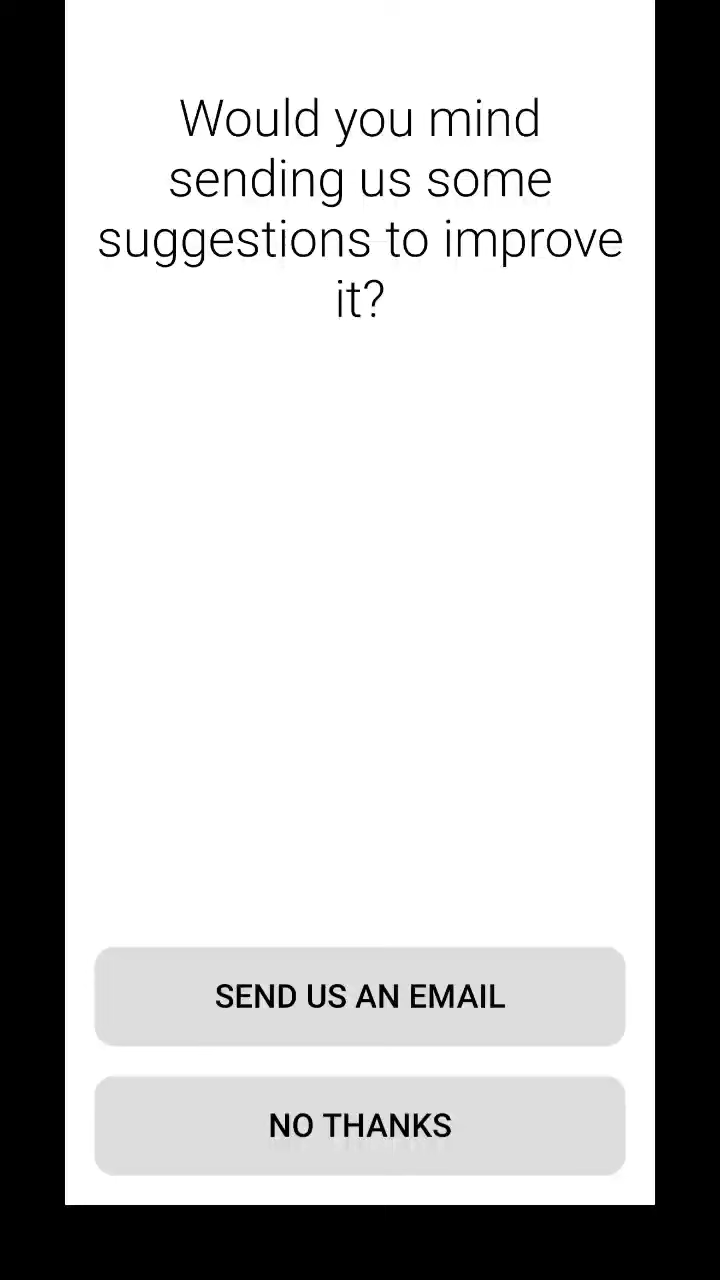 Would you mind
sending us some
suggestions to improve
it?
SEND US AN EMAIL
NO THANKS